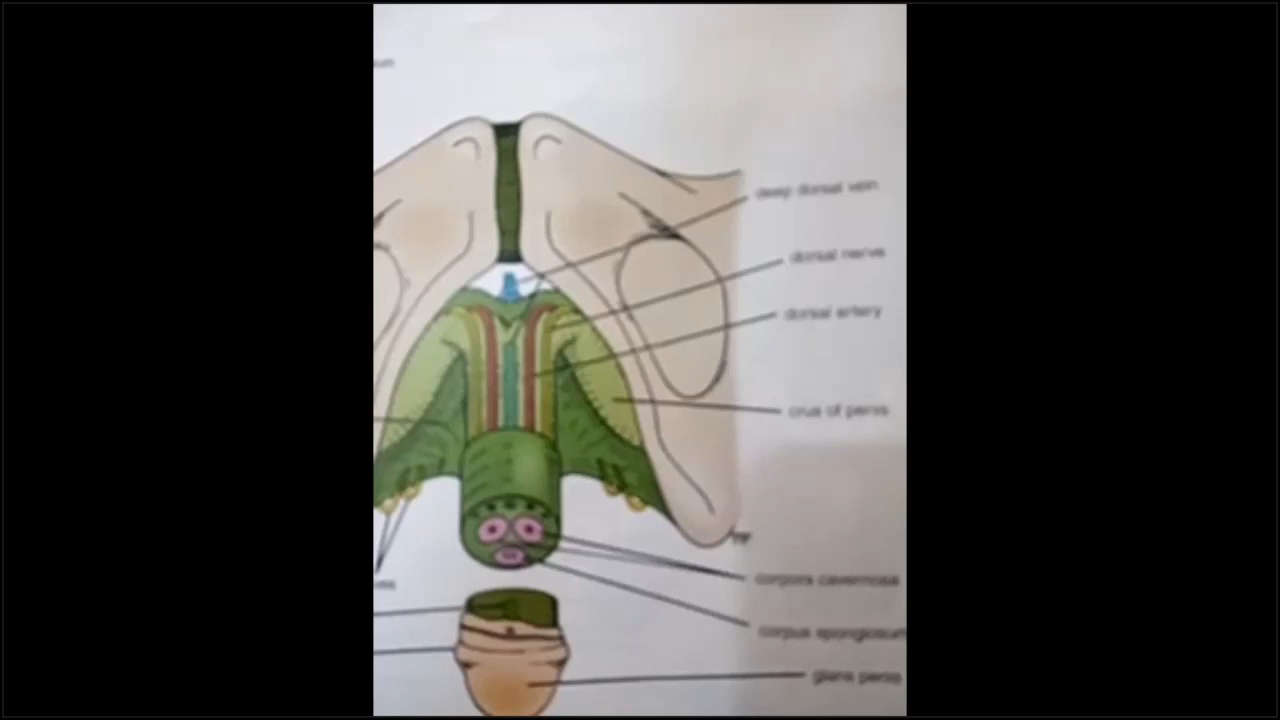 deep dorsal vein
dorsal nerve
dorsal artery
crus of penis
corpora cavernosa
corpus spongiosum
glans penis